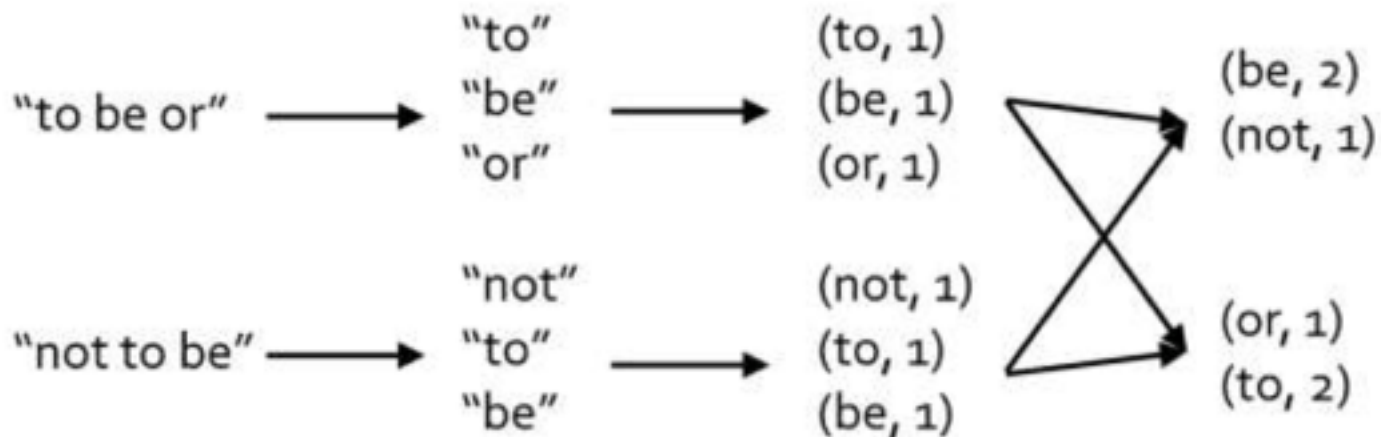 “to be or”
“to”
“be”
“or”
(to, 1)
(be, 1)
(or, 1)
(be, 2)
(not, 1)
“not to be”
“not”
“to”
“be”
(not, 1)
(to, 1)
(be, 1)
(or, 1)
(to, 2)